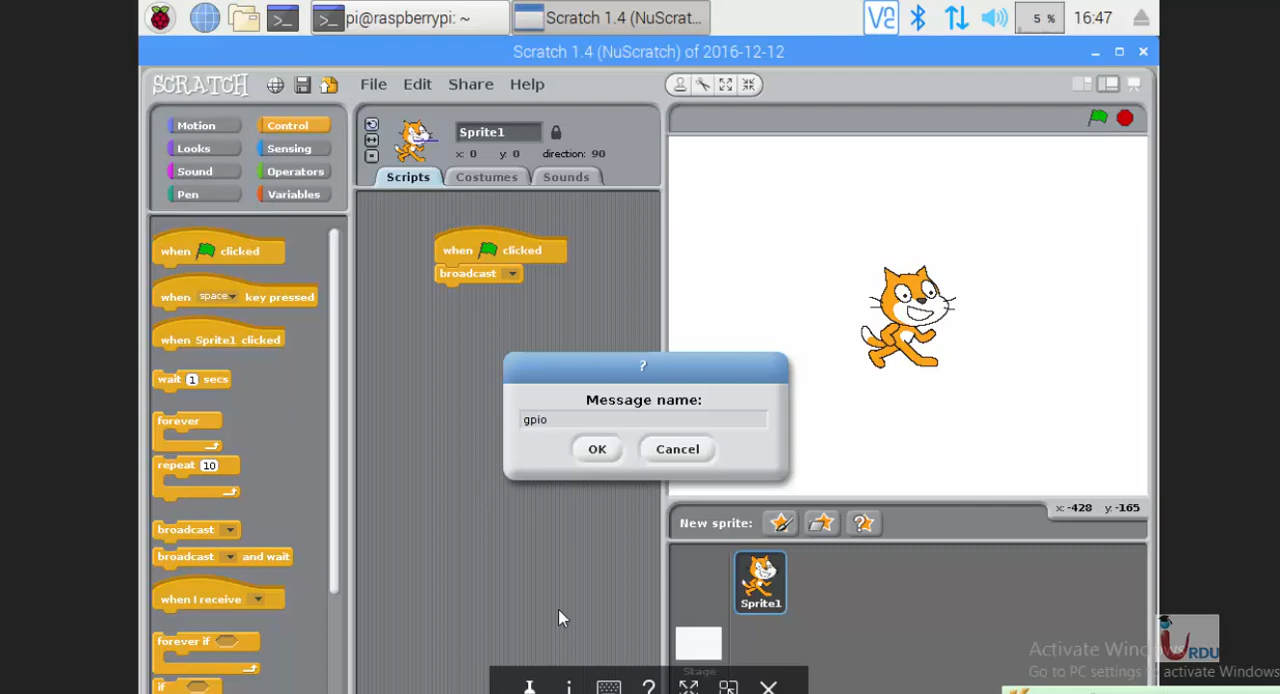 pi@raspberrypi: ~
Scratch 1.4 (NuScrat...
5 %
16:47
Scratch 1.4 (NuScratch) of 2016-12-12
SCRATCH
File Edit Share Help
Motion Control
Looks Sensing
Sound Operators
Pen Variables
Sprite1
x: 0 y: 0 direction: 90
Scripts Costumes Sounds
when clicked
when space key pressed
when Sprite1 clicked
wait 1 secs
forever
repeat 10
broadcast
broadcast and wait
when I receive
forever if
if
when clicked
broadcast
?
Message name:
gpio
OK Cancel
x: -428 y: -165
New sprite:
Sprite1
Stage
?
URDU
Activate Windows
Go to PC settings to activate Windows